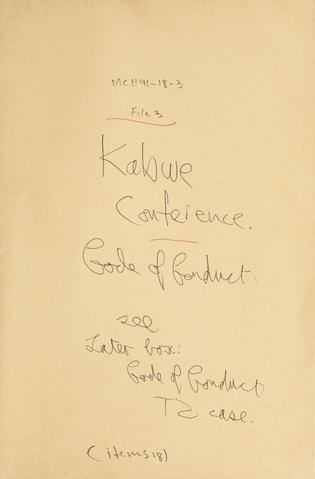 MCH91-18-3
File 3
Kabwe
Conference.
Code of Conduct.
see
Later box:
Code of Conduct
TZ case.
(items 18)